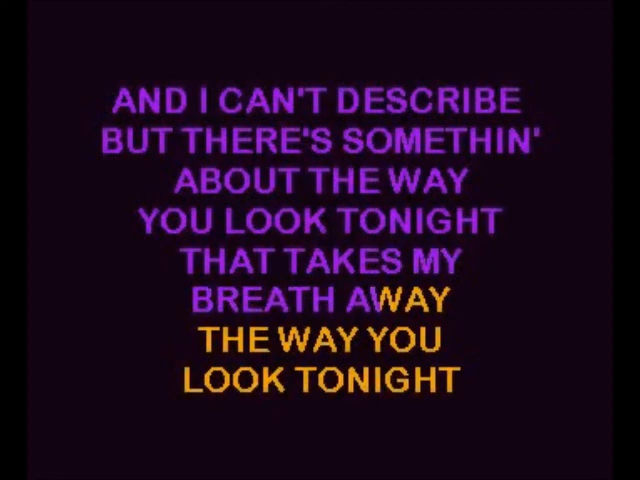 AND I CAN'T DESCRIBE
BUT THERE'S SOMETHIN'
ABOUT THE WAY
YOU LOOK TONIGHT
THAT TAKES MY
BREATH AWAY
THE WAY YOU
LOOK TONIGHT